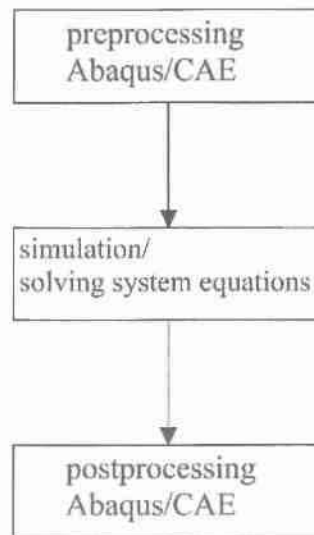 preprocessing
Abaqus/CAE
simulation/
solving system equations
postprocessing
Abaqus/CAE